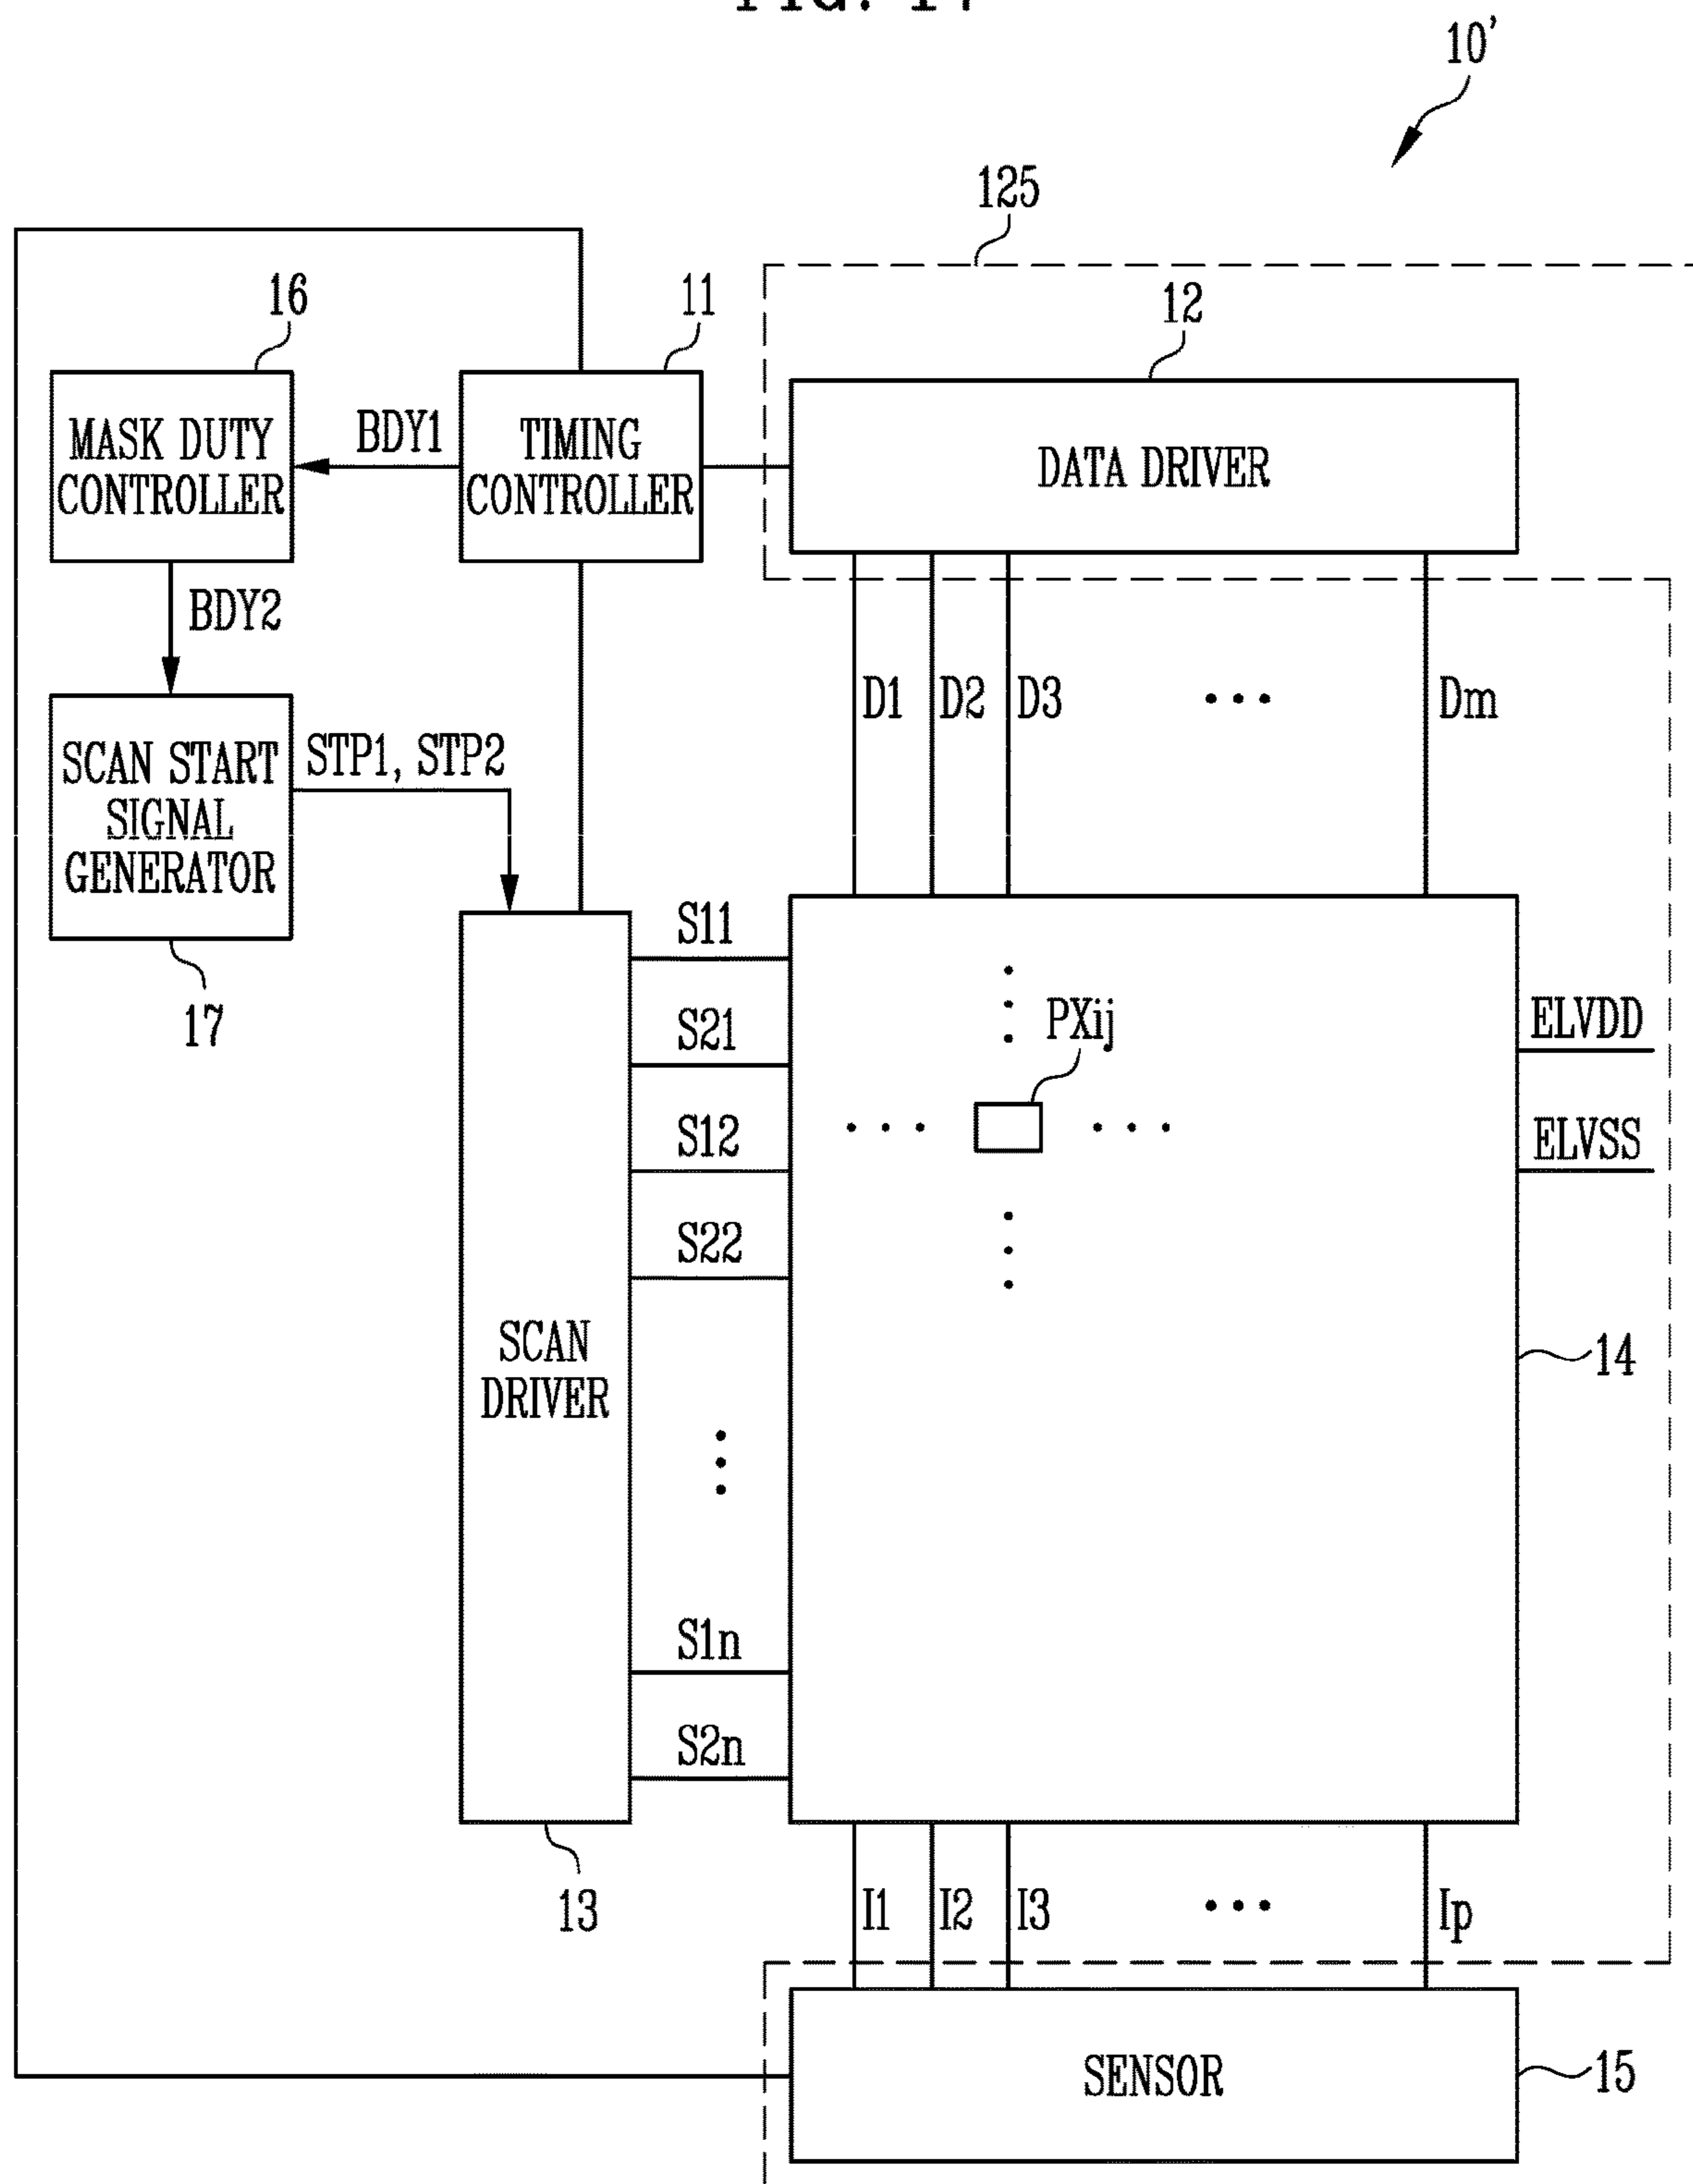 FIG. 17
10'
125
16
11
12
MASK DUTY
CONTROLLER
BDY1
TIMING
CONTROLLER
DATA DRIVER
BDY2
D1
D2
D3
Dm
SCAN START
SIGNAL
GENERATOR
STP1, STP2
17
S11
S21
S12
S22
PXij
ELVDD
ELVSS
SCAN
DRIVER
14
S1n
S2n
13
I1
I2
I3
Ip
SENSOR
15